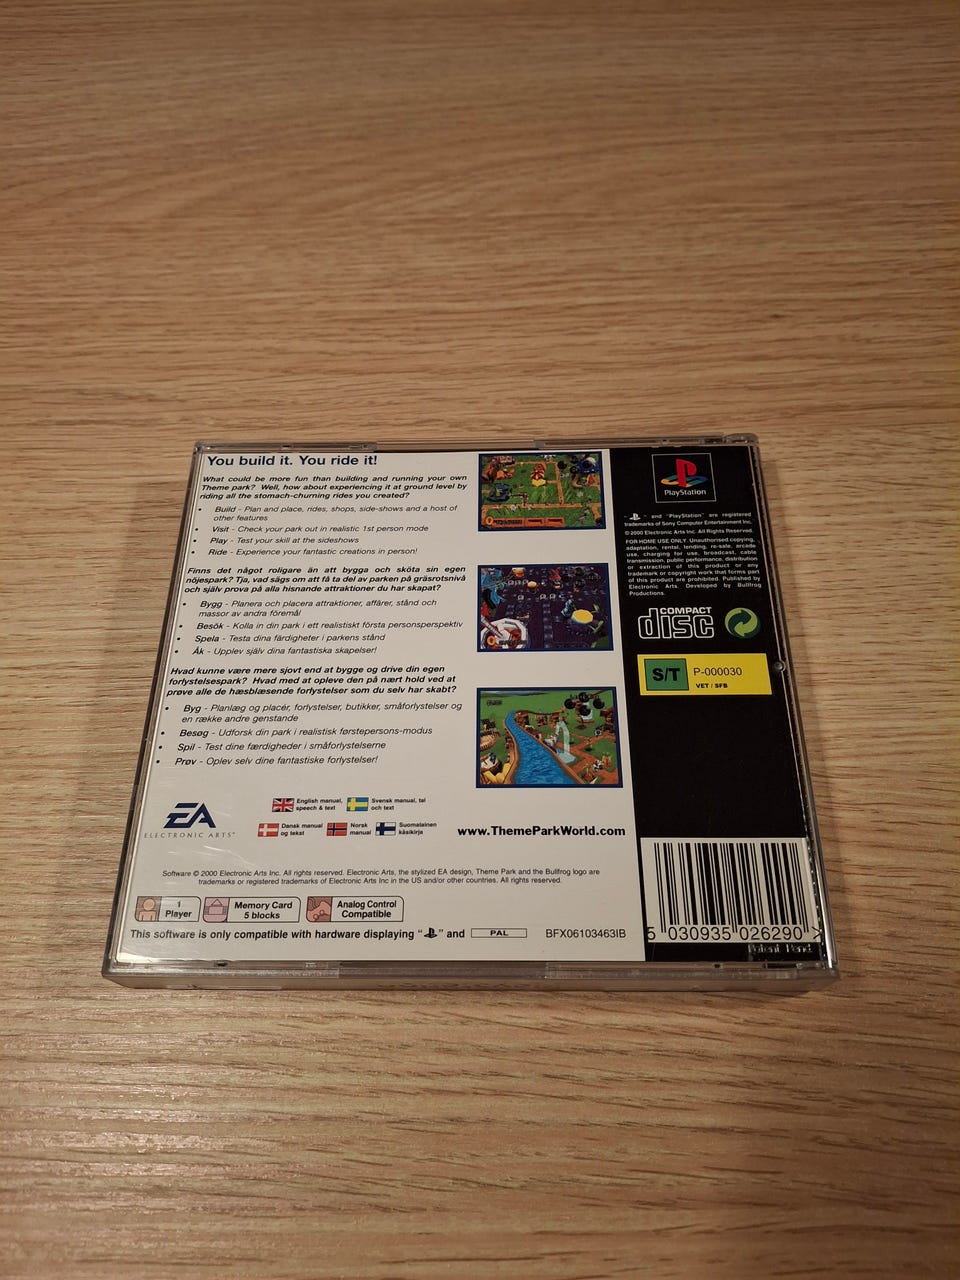 You build it. You ride it!
What could be more fun than building and running your own
Theme park? Well, how about experiencing it at ground level by
riding all the stomach-churning rides you created?
• Build - Plan and place, rides, shops, side-shows and a host of
other features
• Visit - Check your park out in realistic 1st person mode
• Play - Test your skill at the sideshows
• Ride - Experience your fantastic creations in person!
Finns det något roligare än att bygga och sköta sin egen
nöjespark? Tja, vad sägs om att få ta del av parken på gräsrotsnivå
och själv prova på alla hisnande attraktioner du har skapat?
• Bygg - Planera och placera attraktioner, affärer, stånd och
massor av andra föremål
• Besök - Kolla in din park i ett realistiskt första personsperspektiv
• Spela - Testa dina färdigheter i parkens stånd
• Åk - Upplev själv dina fantastiska skapelser!
Hvad kunne være mere sjovt end at bygge og drive din egen
forlystelsespark? Hvad med at opleve den på nært hold ved at
prøve alle de hæsblæsende forlystelser som du selv har skabt?
• Byg - Planlæg og placér, forlystelser, butikker, småforlystelser og
en række andre genstande
• Besøg - Udforsk din park i realistisk førstepersons-modus
• Spil - Test dine færdigheder i småforlystelserne
• Prøv - Oplev selv dine fantastiske forlystelser!
EA
ELECTRONIC ARTS™
English manual,
speech & text
Svensk manual, tal
och text
Dansk manual
og tekst
Norsk
manual
Suomalainen
käsikirja
www.ThemeParkWorld.com
Software © 2000 Electronic Arts Inc. All rights reserved. Electronic Arts, the stylized EA design, Theme Park and the Bullfrog logo are
trademarks or registered trademarks of Electronic Arts Inc in the US and/or other countries. All rights reserved.
1
Player
Memory Card
5 blocks
Analog Control
Compatible
This software is only compatible with hardware displaying " " and PAL
BFX06103463IB
PlayStation
" " and "PlayStation" are registered
trademarks of Sony Computer Entertainment Inc.
© 2000 Electronic Arts Inc. All Rights Reserved.
FOR HOME USE ONLY. Unauthorised copying,
adaptation, rental, lending, re-sale, arcade
use, charging for use, broadcast, cable
transmission, public performance, distribution
or extraction of this product or any
trademark or copyright work that forms part
of this product are prohibited. Published by
Electronic Arts. Developed by Bullfrog
Productions.
COMPACT
disc
S/T
P-000030
VET / SFB
5 030935 026290 >
Patent Pend